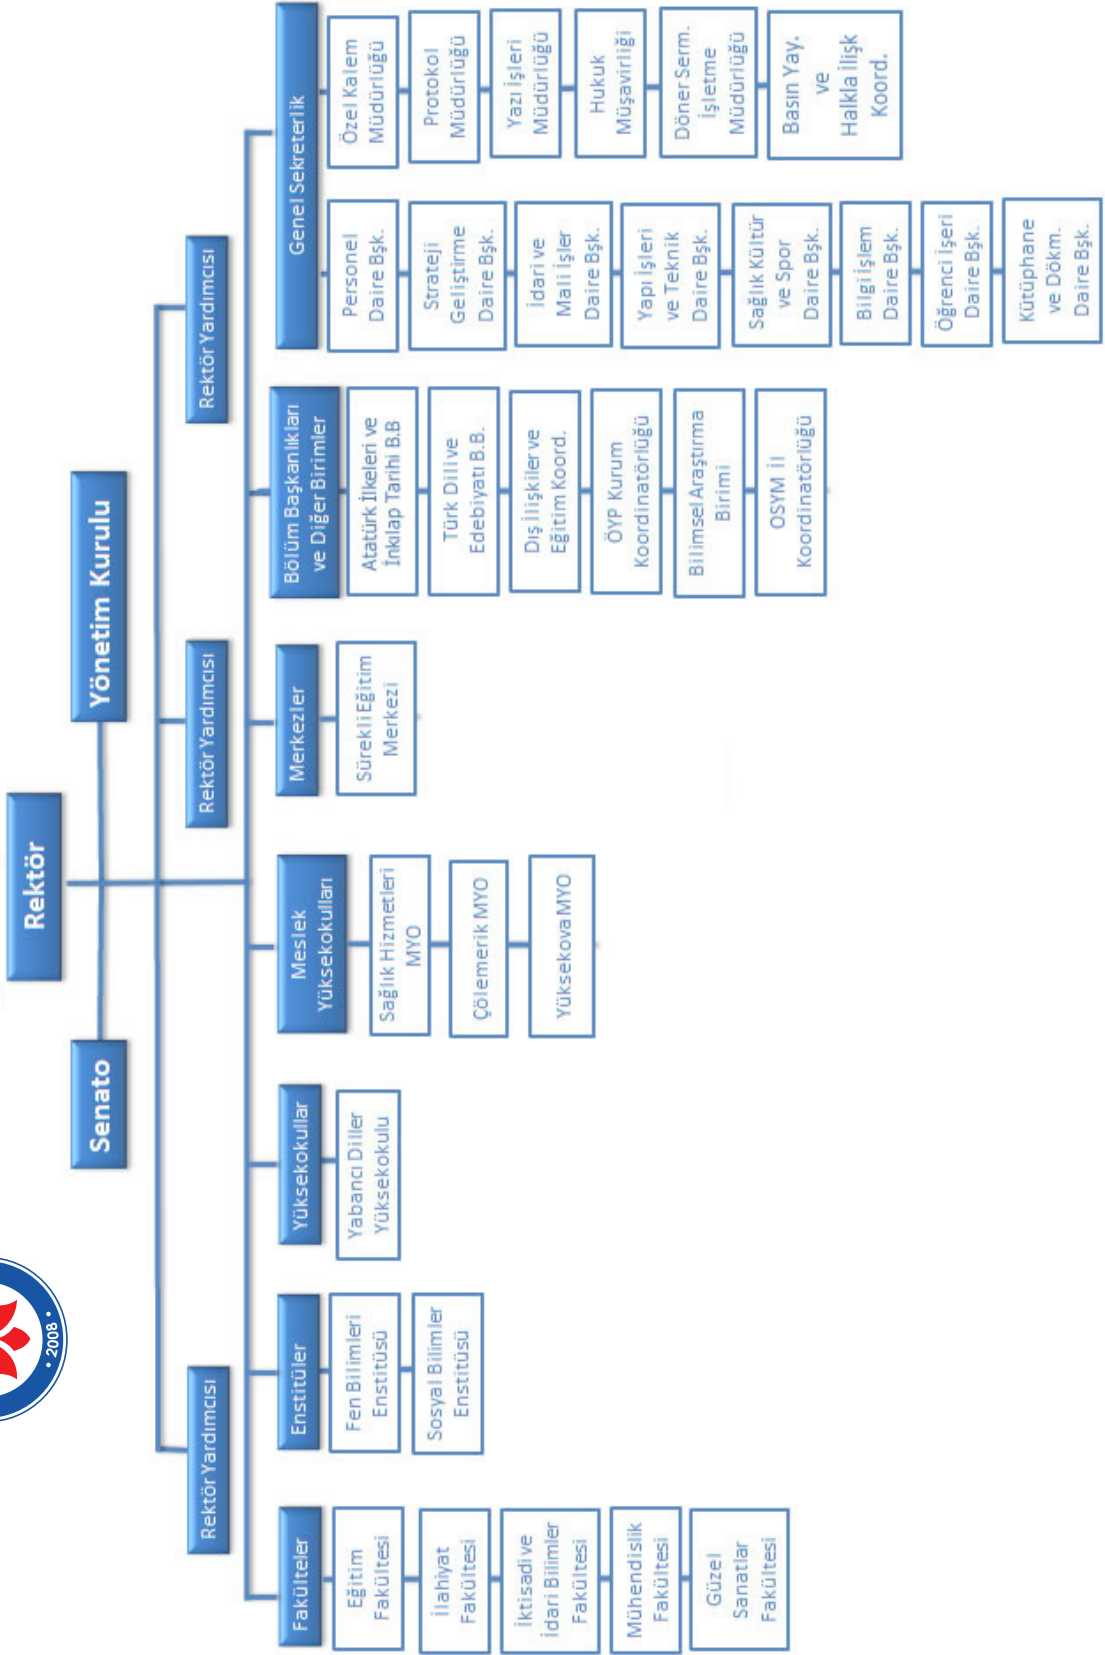 • 2008 •
Rektör
Senato
Yönetim Kurulu
Rektör Yardımcısı
Rektör Yardımcısı
Rektör Yardımcısı
Fakülteler
Eğitim
Fakültesi
İlahiyat
Fakültesi
İktisadi ve
İdari Bilimler
Fakültesi
Mühendislik
Fakültesi
Güzel
Sanatlar
Fakültesi
Enstitüler
Fen Bilimleri
Enstitüsü
Sosyal Bilimler
Enstitüsü
Yüksekokullar
Yabancı Diller
Yüksekokulu
Meslek
Yüksekokulları
Sağlık Hizmetleri
MYO
Çölemerik MYO
Yüksekova MYO
Merkezler
Sürekli Eğitim
Merkezi
Bölüm Başkanlıkları
ve Diğer Birimler
Atatürk İlkeleri ve
İnkılap Tarihi B.B
Türk Dili ve
Edebiyatı B.B.
Dış İlişkiler ve
Eğitim Koord.
ÖYP Kurum
Koordinatörlüğü
Bilimsel Araştırma
Birimi
OSYM İl
Koordinatörlüğü
Genel Sekreterlik
Personel
Daire Bşk.
Strateji
Geliştirme
Daire Bşk.
İdari ve
Mali İşler
Daire Bşk.
Yapı İşleri
ve Teknik
Daire Bşk.
Sağlık Kültür
ve Spor
Daire Bşk.
Bilgi İşlem
Daire Bşk.
Öğrenci İşeri
Daire Bşk.
Kütüphane
ve Dökm.
Daire Bşk.
Özel Kalem
Müdürlüğü
Protokol
Müdürlüğü
Yazı İşleri
Müdürlüğü
Hukuk
Müşavirliği
Döner Serm.
İşletme
Müdürlüğü
Basın Yay.
ve
Halkla İlişk
Koord.